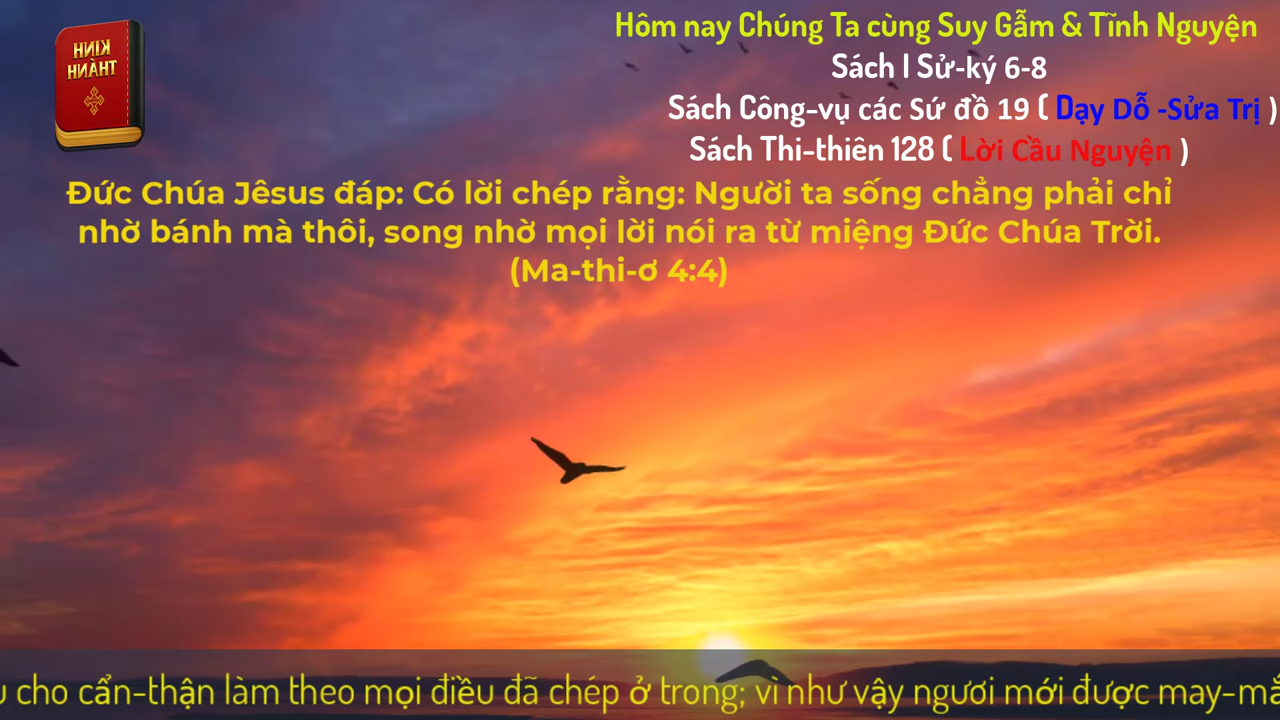 KINH
THÀNH
Hôm nay Chúng Ta cùng Suy Gẫm & Tĩnh Nguyện
Sách I Sử-ký 6-8
Sách Công-vụ các Sứ đồ 19 ( Dạy Dỗ -Sửa Trị )
Sách Thi-thiên 128 ( Lời Cầu Nguyện )
Đức Chúa Jêsus đáp: Có lời chép rằng: Người ta sống chẳng phải chỉ
nhờ bánh mà thôi, song nhờ mọi lời nói ra từ miệng Đức Chúa Trời.
(Ma-thi-ơ 4:4)
cho cẩn-thận làm theo mọi điều đã chép ở trong; vì như vậy ngươi mới được